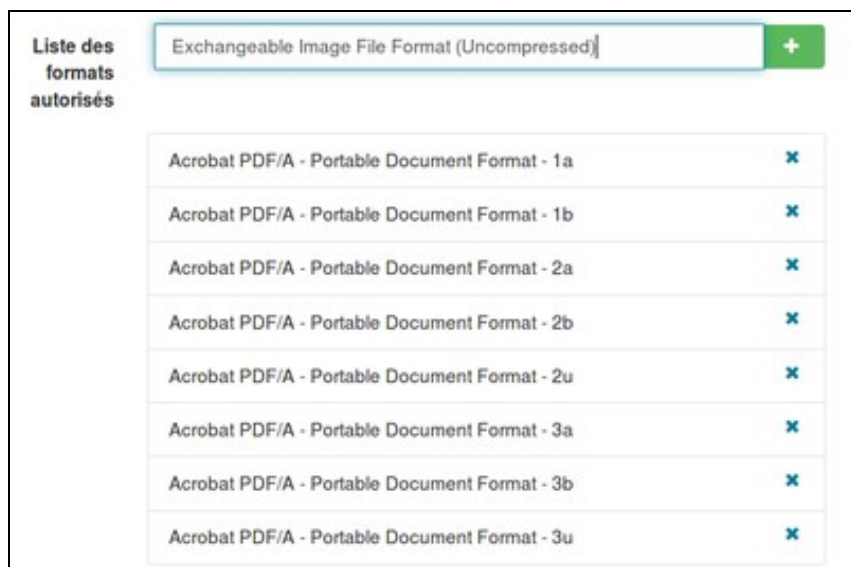 Liste des
formats
autorisés
Exchangeable Image File Format (Uncompressed)
Acrobat PDF/A - Portable Document Format - 1a
Acrobat PDF/A - Portable Document Format - 1b
Acrobat PDF/A - Portable Document Format - 2a
Acrobat PDF/A - Portable Document Format - 2b
Acrobat PDF/A - Portable Document Format - 2u
Acrobat PDF/A - Portable Document Format - 3a
Acrobat PDF/A - Portable Document Format - 3b
Acrobat PDF/A - Portable Document Format - 3u